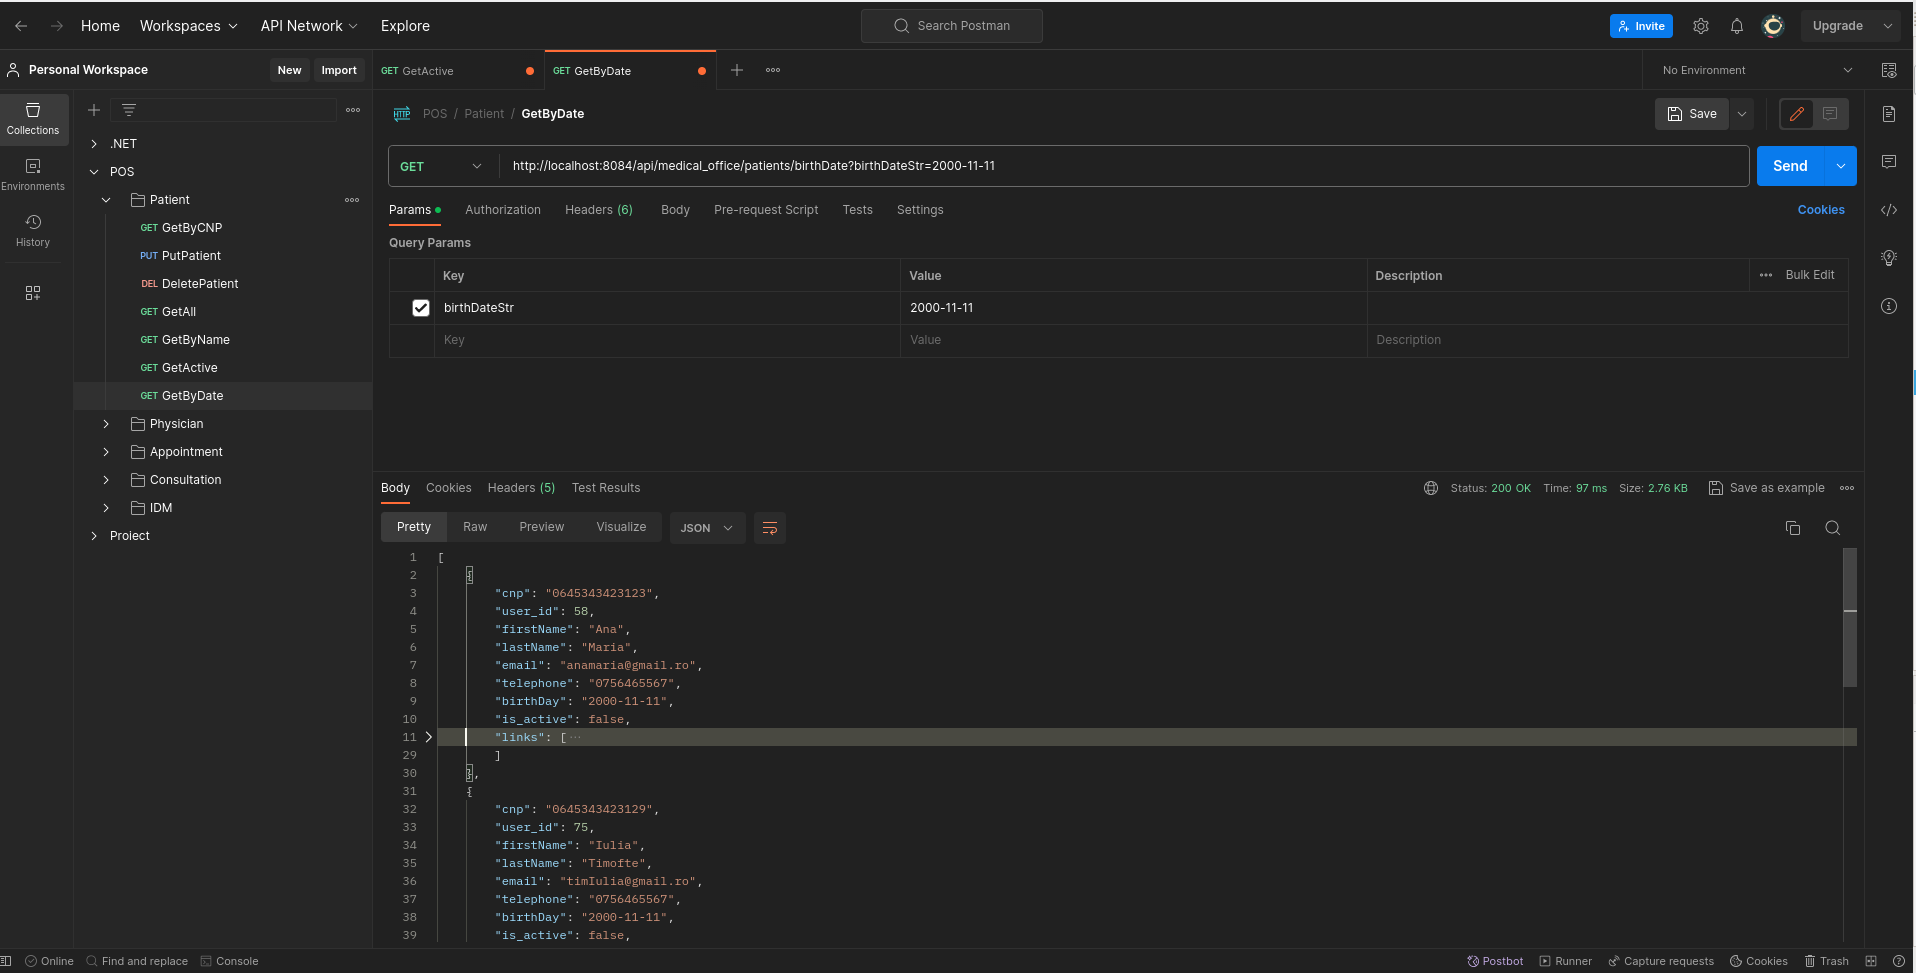 Home Workspaces API Network Explore Search Postman Invite Upgrade
Personal Workspace New Import GET GetActive GET GetByDate No Environment
Collections
Environments
History
.NET
POS
Patient
GET GetByCNP
PUT PutPatient
DEL DeletePatient
GET GetAll
GET GetByName
GET GetActive
GET GetByDate
Physician
Appointment
Consultation
IDM
Proiect
HTTP POS / Patient / GetByDate Save
GET http://localhost:8084/api/medical_office/patients/birthDate?birthDateStr=2000-11-11 Send
Params Authorization Headers (6) Body Pre-request Script Tests Settings Cookies
Query Params
Key Value Description Bulk Edit
birthDateStr 2000-11-11
Key Value Description
Body Cookies Headers (5) Test Results Status: 200 OK Time: 97 ms Size: 2.76 KB Save as example
Pretty Raw Preview Visualize JSON
1 [
2 {
3 "cnp": "0645343423123",
4 "user_id": 58,
5 "firstName": "Ana",
6 "lastName": "Maria",
7 "email": "anamaria@gmail.ro",
8 "telephone": "0756465567",
9 "birthDay": "2000-11-11",
10 "is_active": false,
11 "links": [···
29 ]
30 },
31 {
32 "cnp": "0645343423129",
33 "user_id": 75,
34 "firstName": "Iulia",
35 "lastName": "Timofte",
36 "email": "timIulia@gmail.ro",
37 "telephone": "0756465567",
38 "birthDay": "2000-11-11",
39 "is_active": false,
Online Find and replace Console Postbot Runner Capture requests Cookies Trash